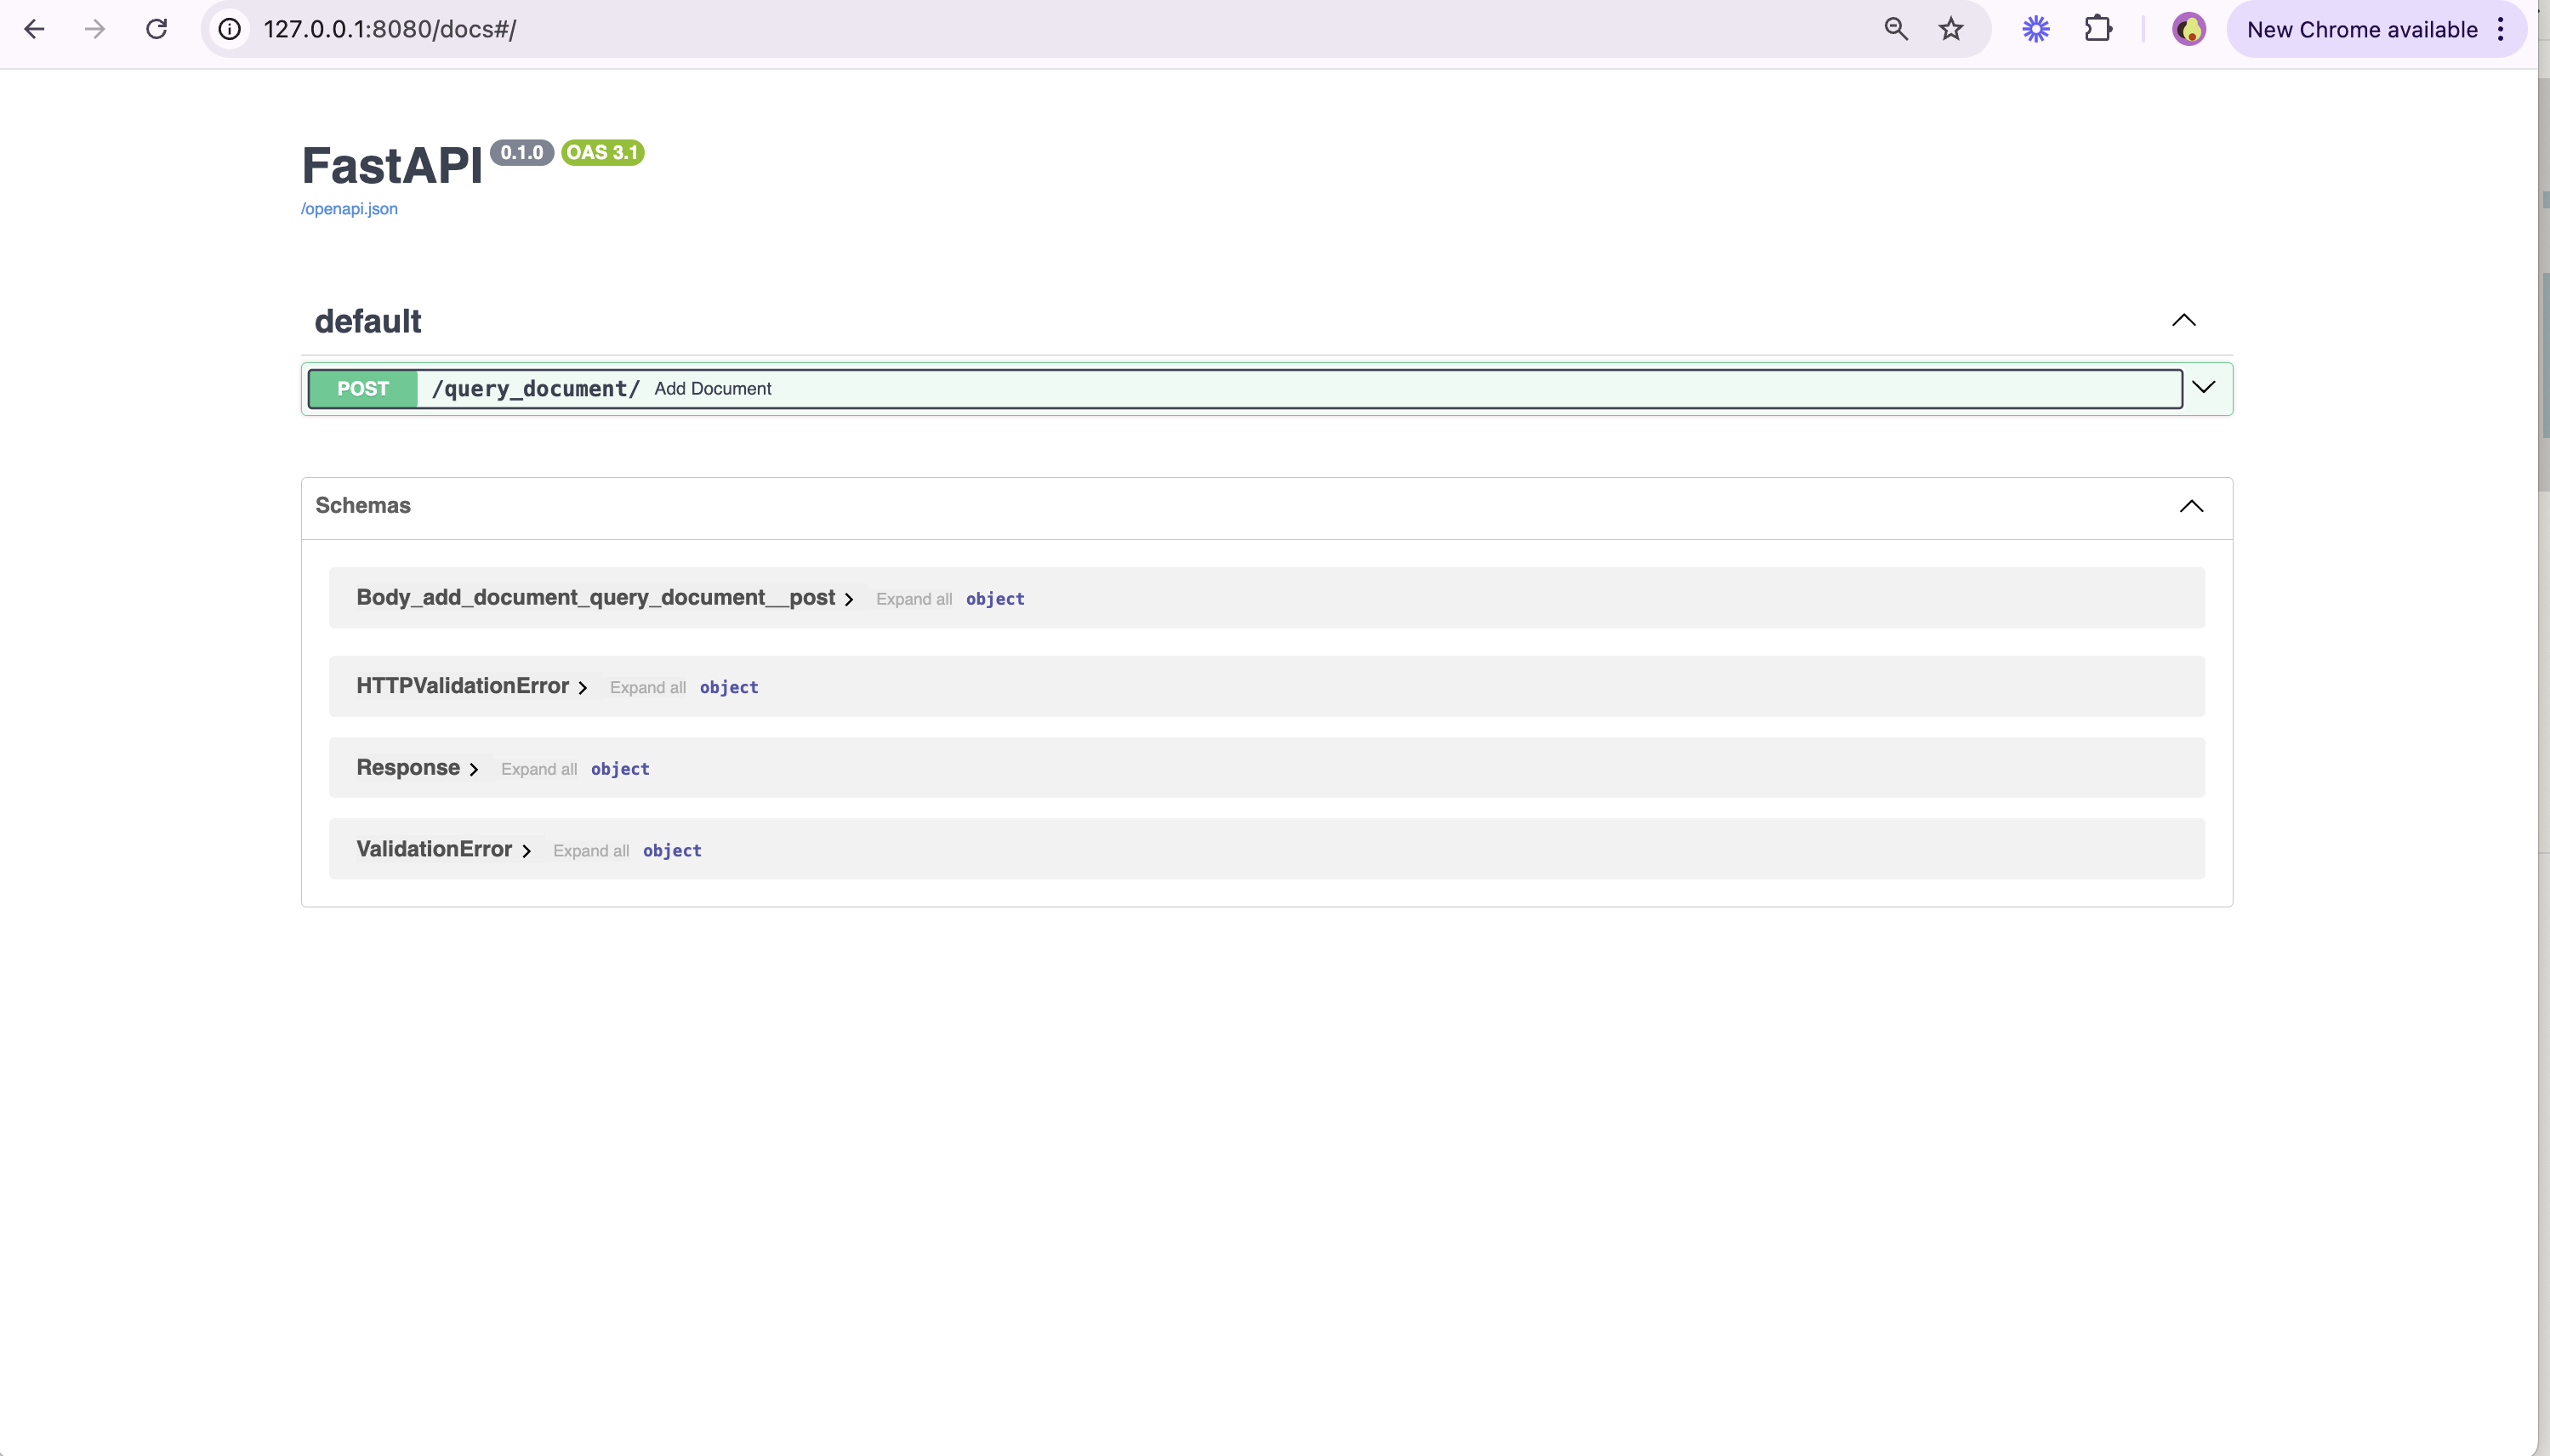 127.0.0.1:8080/docs#/
New Chrome available
FastAPI 0.1.0 OAS 3.1
/openapi.json
default
POST /query_document/ Add Document
Schemas
Body_add_document_query_document__post Expand all object
HTTPValidationError Expand all object
Response Expand all object
ValidationError Expand all object